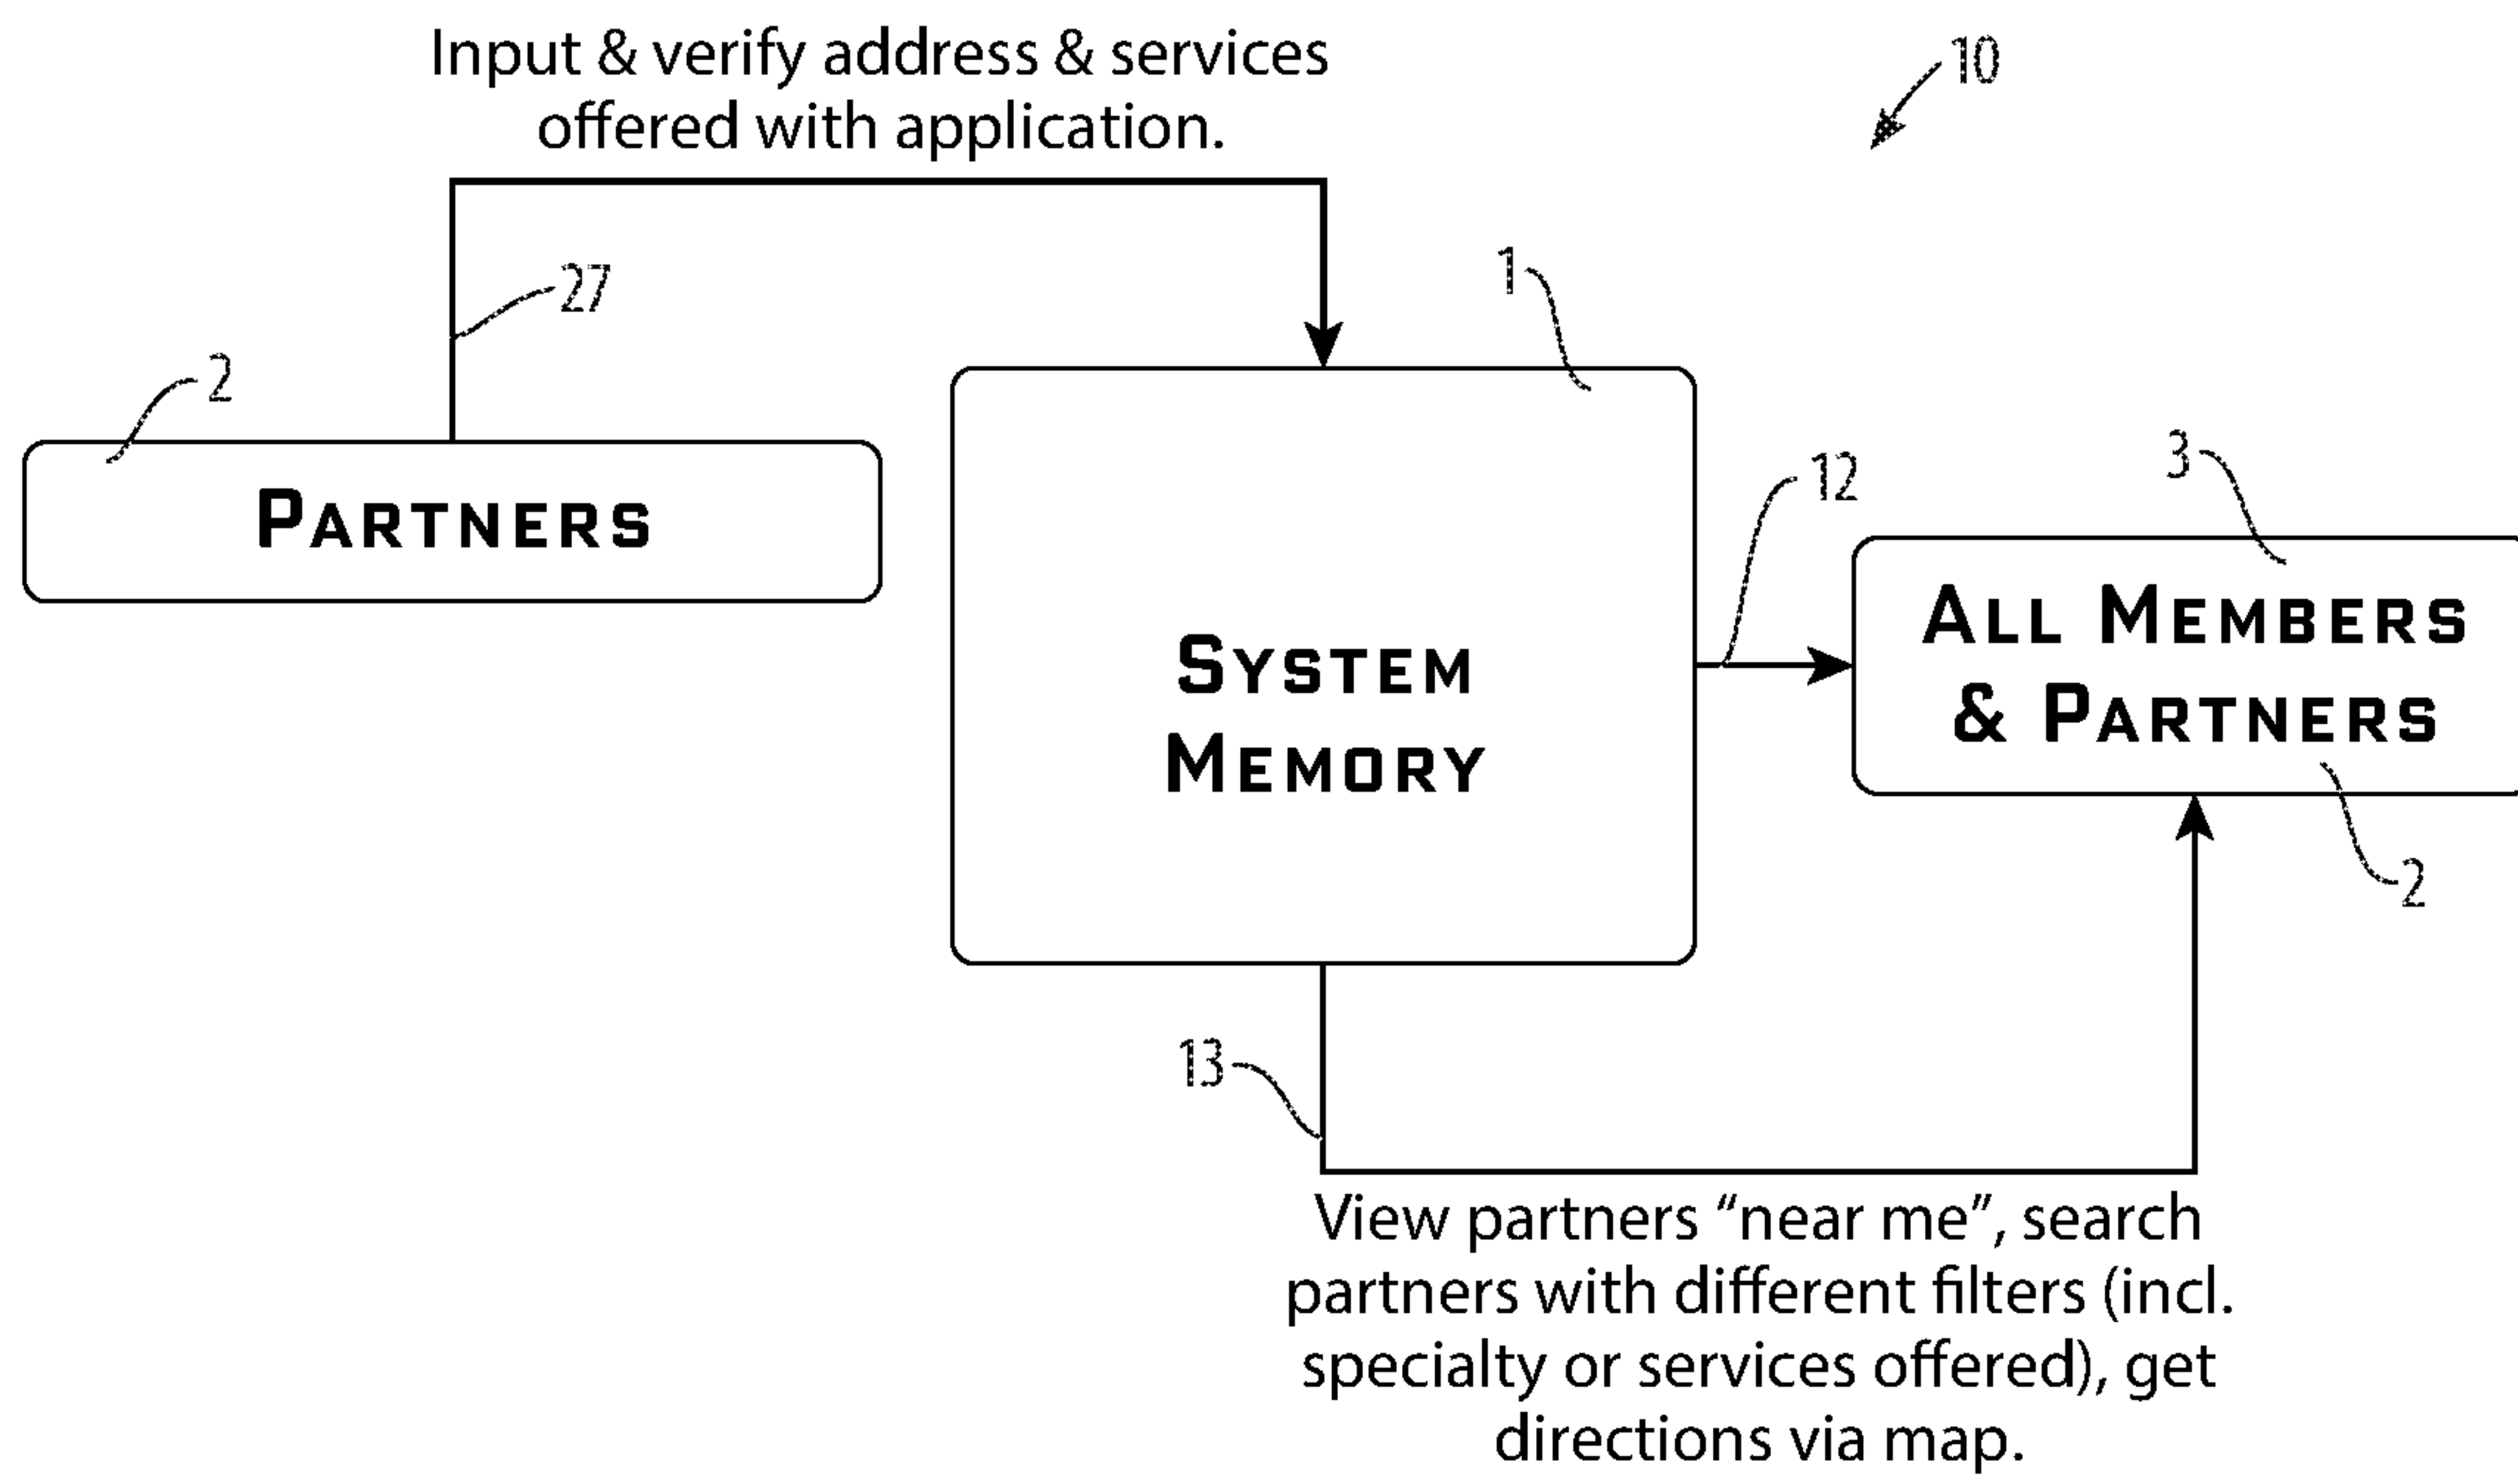 Input & verify address & services
offered with application.
10
27
1
2
PARTNERS
12
3
SYSTEM
MEMORY
ALL MEMBERS
& PARTNERS
2
13
View partners “near me”, search
partners with different filters (incl.
specialty or services offered), get
directions via map.